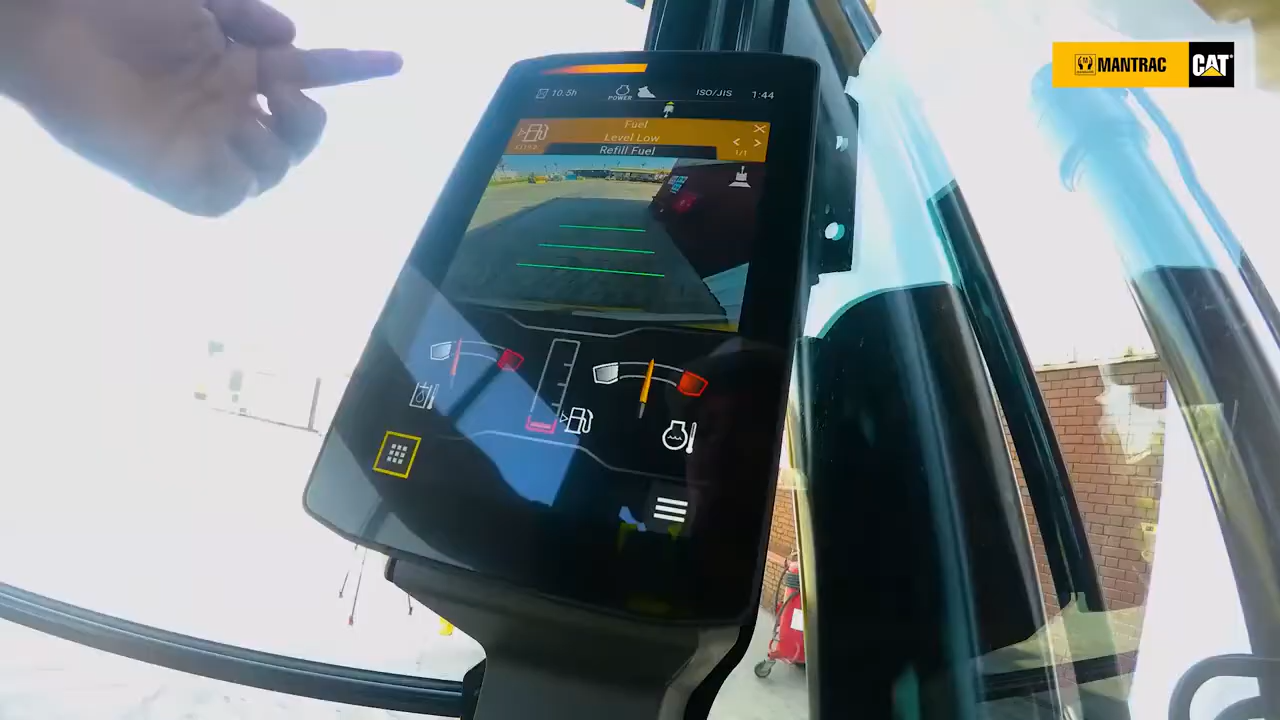 MANTRAC CAT
10.5h POWER ISO/JIS 1:44
Fuel
Level Low
Refill Fuel
1/1